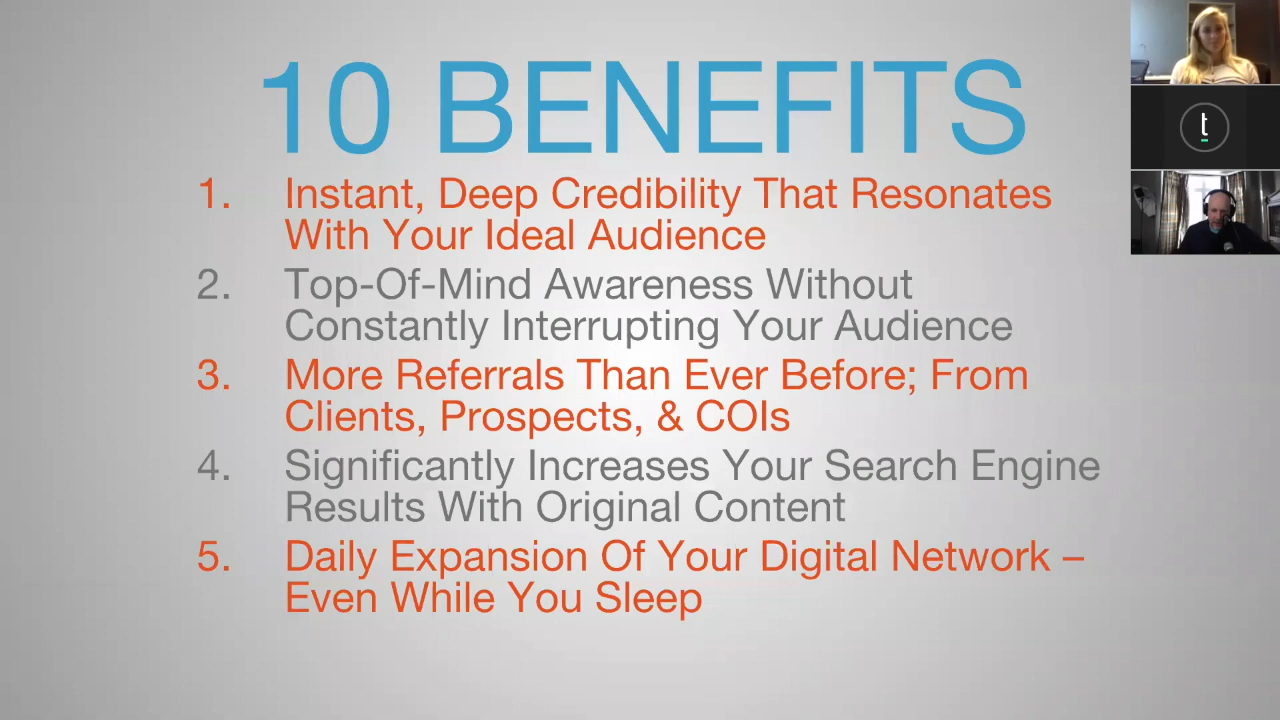 10 BENEFITS
1. Instant, Deep Credibility That Resonates
With Your Ideal Audience
2. Top-Of-Mind Awareness Without
Constantly Interrupting Your Audience
3. More Referrals Than Ever Before; From
Clients, Prospects, & COIs
4. Significantly Increases Your Search Engine
Results With Original Content
5. Daily Expansion Of Your Digital Network –
Even While You Sleep
t